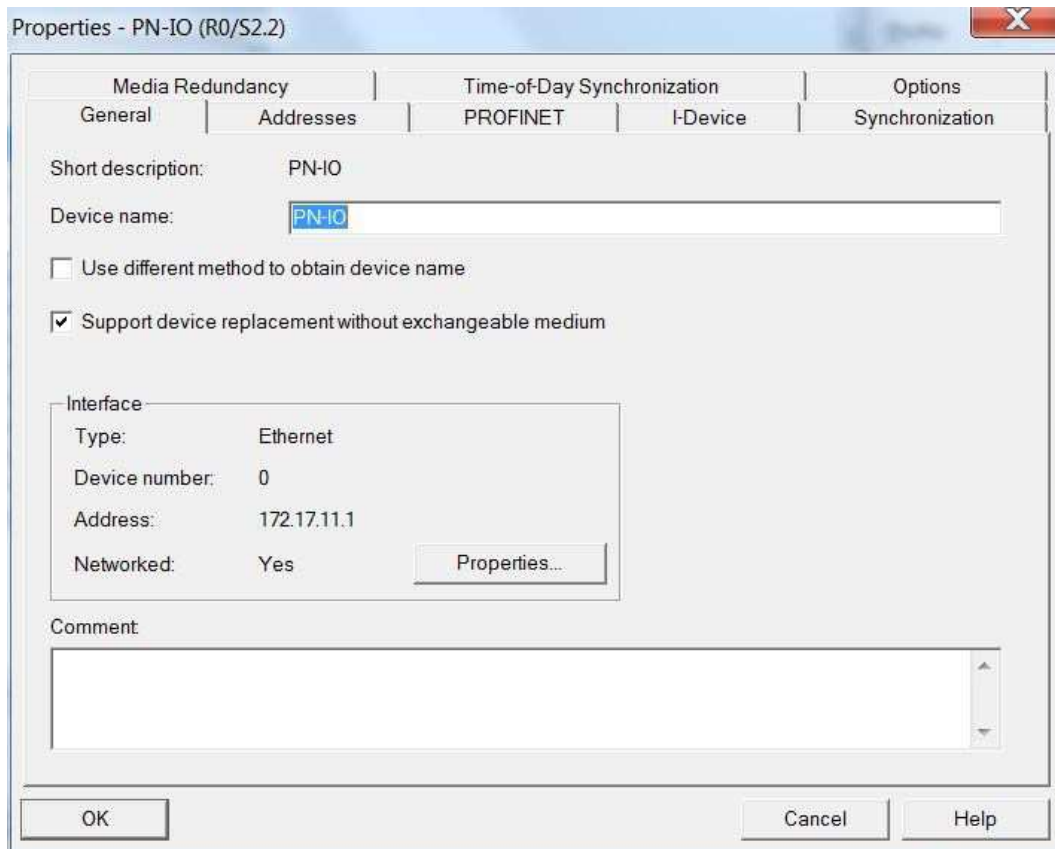 Properties - PN-IO (R0/S2.2)
Media Redundancy Time-of-Day Synchronization Options
General Addresses PROFINET I-Device Synchronization
Short description: PN-IO
Device name: PN-IO
Use different method to obtain device name
Support device replacement without exchangeable medium
Interface
Type: Ethernet
Device number: 0
Address: 172.17.11.1
Networked: Yes Properties...
Comment:
OK Cancel Help